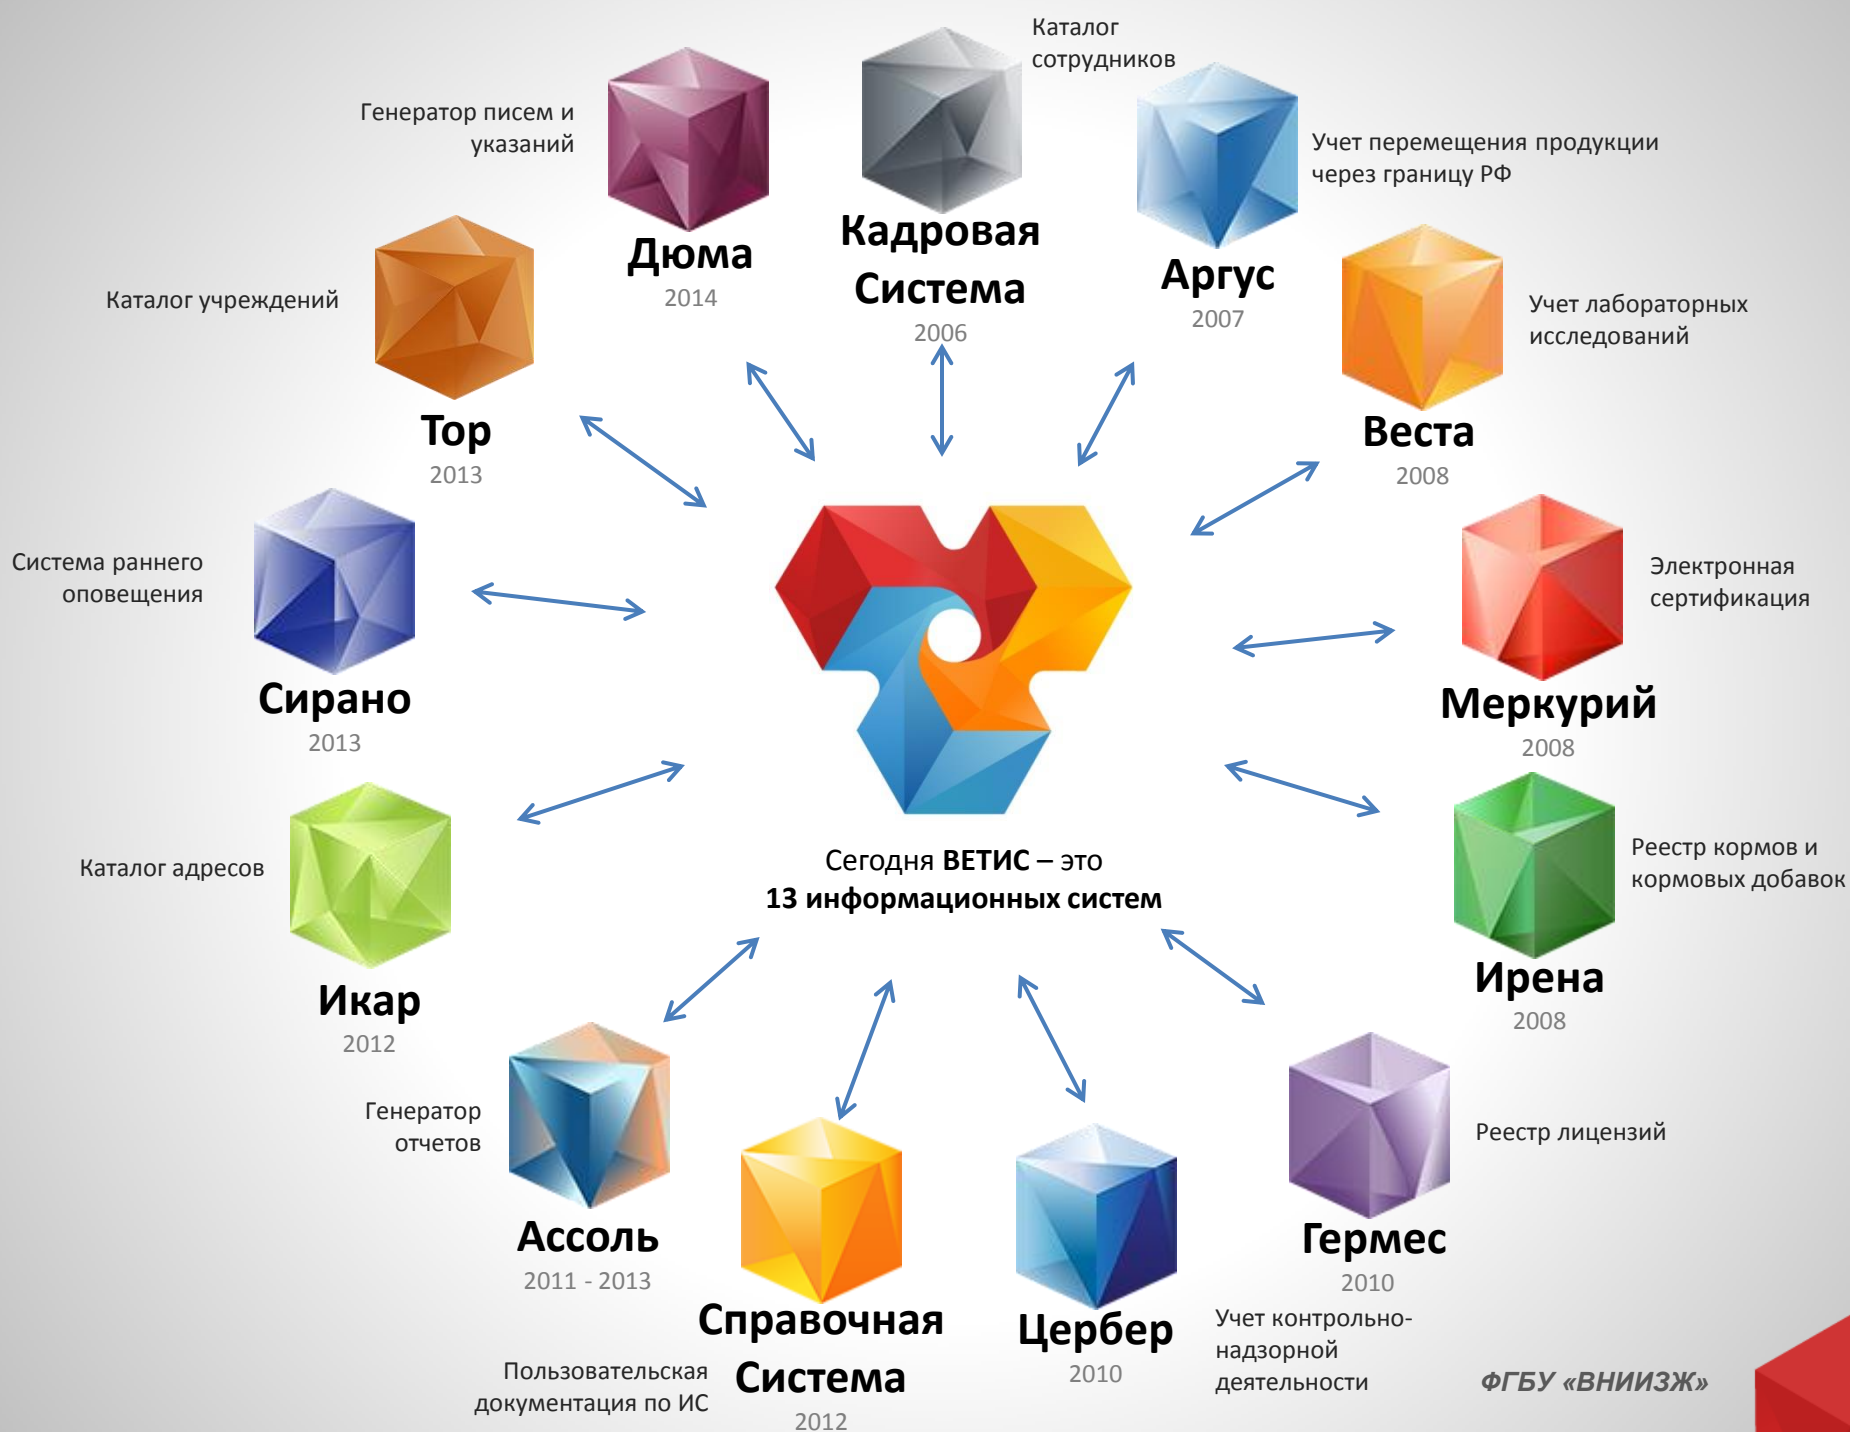 Каталог
сотрудников
Кадровая
Система
2006
Учет перемещения продукции
через границу РФ
Аргус
2007
Учет лабораторных
исследований
Веста
2008
Электронная
сертификация
Меркурий
2008
Реестр кормов и
кормовых добавок
Ирена
2008
Реестр лицензий
Гермес
2010
Учет контрольно-
надзорной
деятельности
Цербер
2010
Пользовательская
документация по ИС
Справочная
Система
2012
Генератор
отчетов
Ассоль
2011 - 2013
Каталог адресов
Икар
2012
Система раннего
оповещения
Сирано
2013
Каталог учреждений
Тор
2013
Генератор писем и
указаний
Дюма
2014
Сегодня ВЕТИС – это
13 информационных систем
ФГБУ «ВНИИЗЖ»